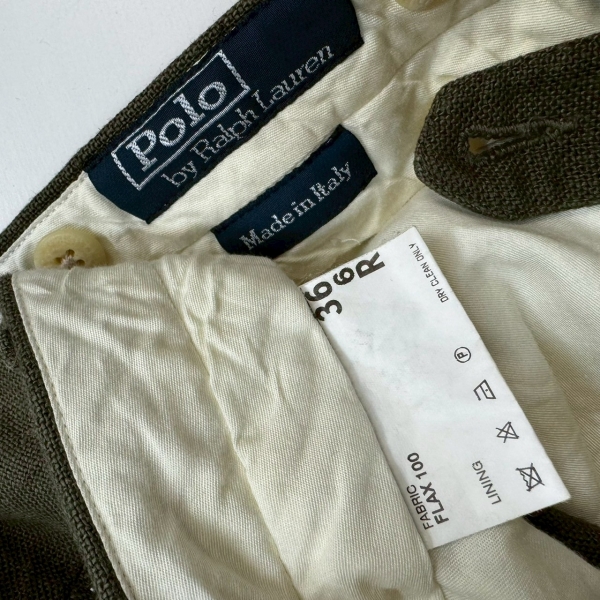 Polo
by Ralph Lauren
Made in Italy
36
6
R
DRY CLEAN ONLY
P
FABRIC
FLAX 100
LINING